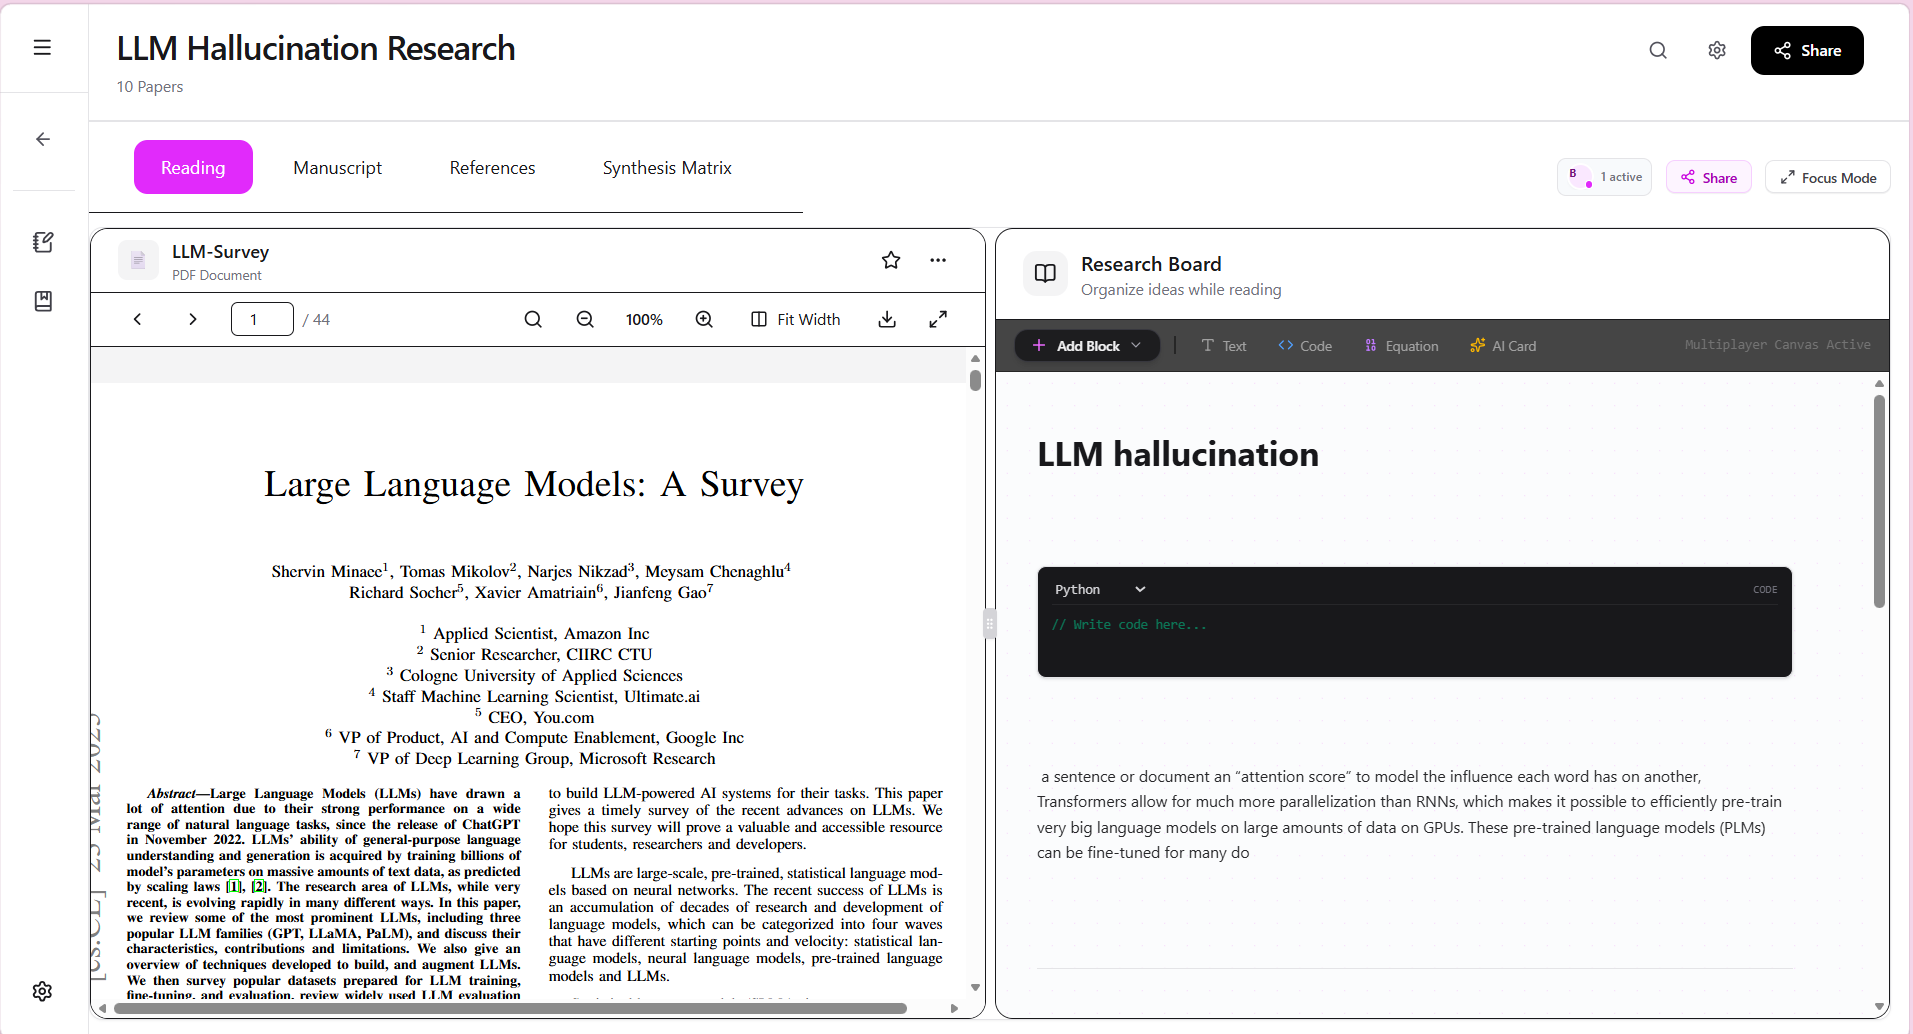 LLM Hallucination Research
10 Papers
Share
Reading
Manuscript
References
Synthesis Matrix
B
1 active
Share
Focus Mode
LLM-Survey
PDF Document
1
/ 44
100%
Fit Width
Large Language Models: A Survey
Shervin Minaee1, Tomas Mikolov2, Narjes Nikzad3, Meysam Chenaghlu4
Richard Socher5, Xavier Amatriain6, Jianfeng Gao7
1 Applied Scientist, Amazon Inc
2 Senior Researcher, CIIRC CTU
3 Cologne University of Applied Sciences
4 Staff Machine Learning Scientist, Ultimate.ai
5 CEO, You.com
6 VP of Product, AI and Compute Enablement, Google Inc
7 VP of Deep Learning Group, Microsoft Research
[cs.CL] 23 Mar 2025
Abstract—Large Language Models (LLMs) have drawn a
lot of attention due to their strong performance on a wide
range of natural language tasks, since the release of ChatGPT
in November 2022. LLMs' ability of general-purpose language
understanding and generation is acquired by training billions of
model's parameters on massive amounts of text data, as predicted
by scaling laws [1], [2]. The research area of LLMs, while very
recent, is evolving rapidly in many different ways. In this paper,
we review some of the most prominent LLMs, including three
popular LLM families (GPT, LLaMA, PaLM), and discuss their
characteristics, contributions and limitations. We also give an
overview of techniques developed to build, and augment LLMs.
We then survey popular datasets prepared for LLM training,
fine-tuning, and evaluation, review widely used LLM evaluation
to build LLM-powered AI systems for their tasks. This paper
gives a timely survey of the recent advances on LLMs. We
hope this survey will prove a valuable and accessible resource
for students, researchers and developers.
LLMs are large-scale, pre-trained, statistical language mod-
els based on neural networks. The recent success of LLMs is
an accumulation of decades of research and development of
language models, which can be categorized into four waves
that have different starting points and velocity: statistical lan-
guage models, neural language models, pre-trained language
models and LLMs.
Research Board
Organize ideas while reading
Add Block
Text
Code
Equation
AI Card
Multiplayer Canvas Active
LLM hallucination
Python
CODE
// Write code here...
a sentence or document an “attention score” to model the influence each word has on another,
Transformers allow for much more parallelization than RNNs, which makes it possible to efficiently pre-train
very big language models on large amounts of data on GPUs. These pre-trained language models (PLMs)
can be fine-tuned for many do